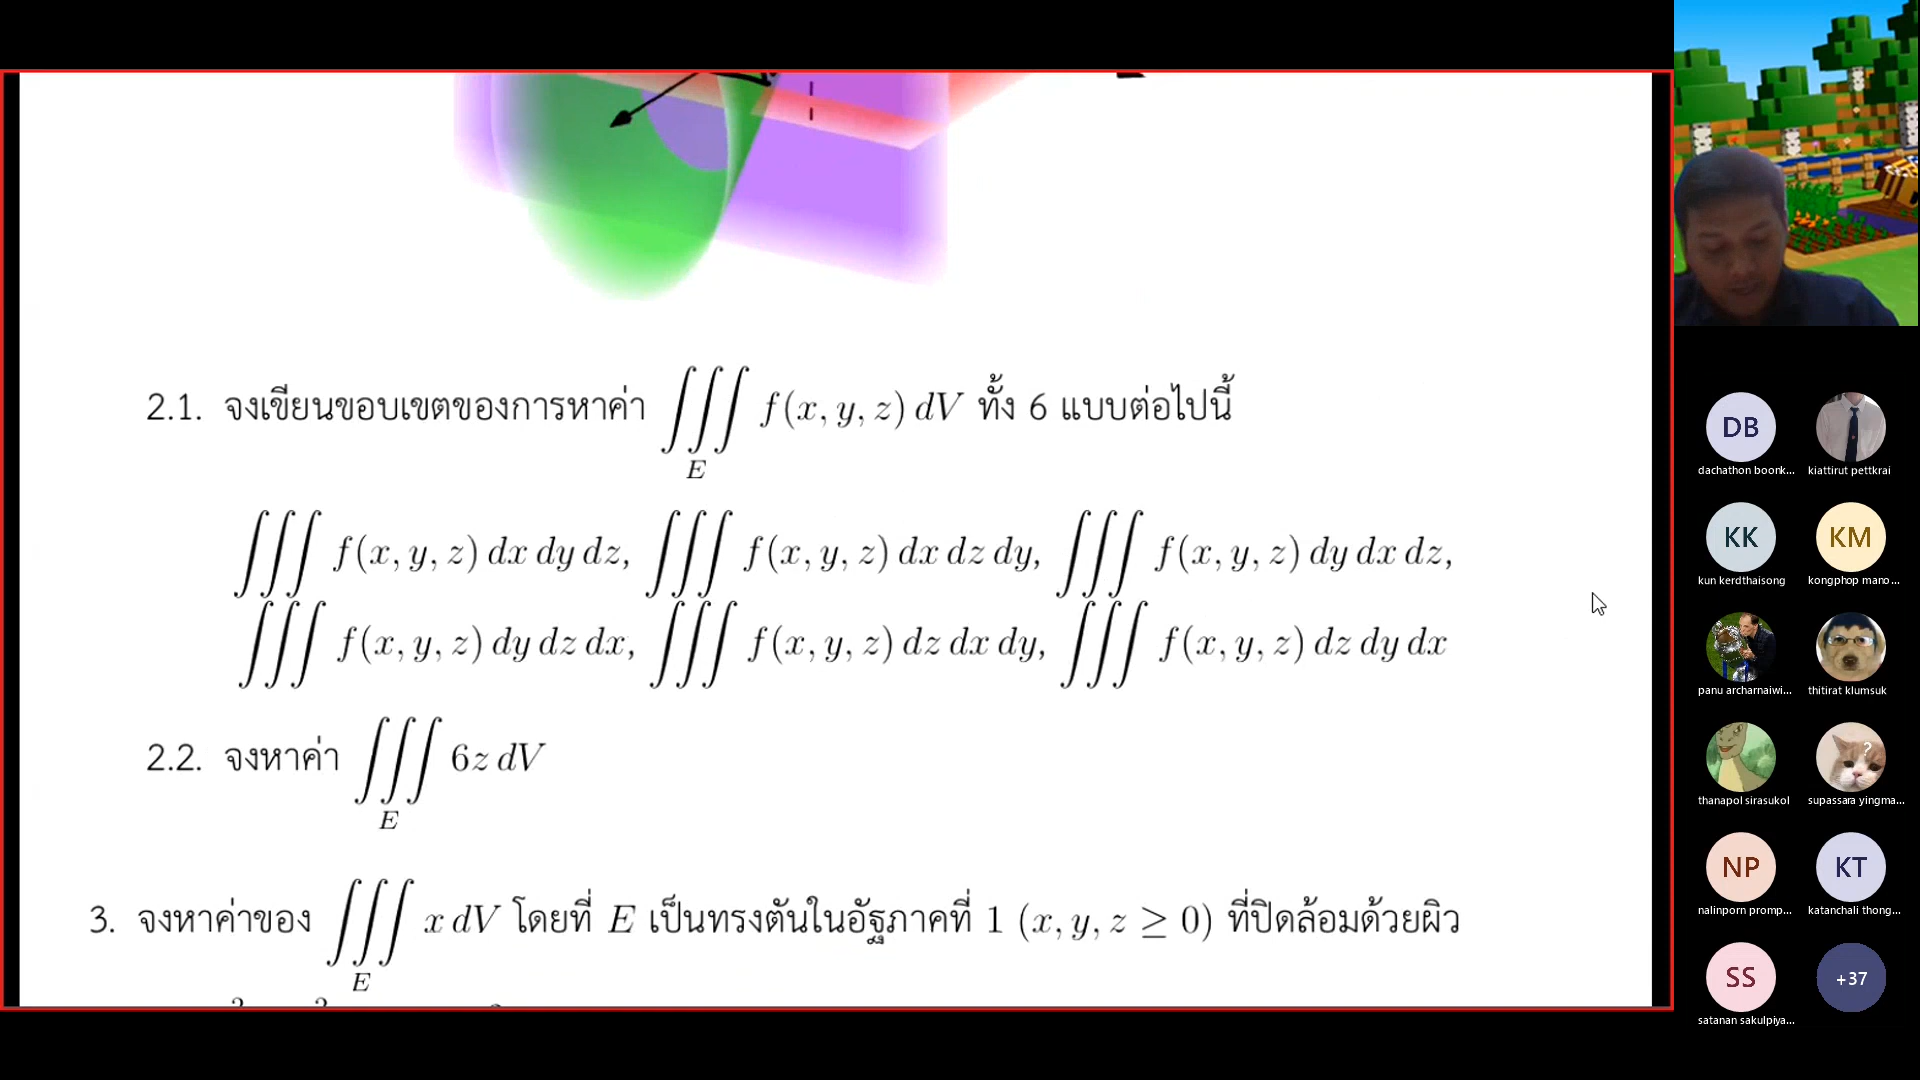 2.1. จงเขียนขอบเขตของการหาค่า ∭_E f(x, y, z) dV ทั้ง 6 แบบต่อไปนี้
∭ f(x, y, z) dx dy dz, ∭ f(x, y, z) dx dz dy, ∭ f(x, y, z) dy dx dz,
∭ f(x, y, z) dy dz dx, ∭ f(x, y, z) dz dx dy, ∭ f(x, y, z) dz dy dx
2.2. จงหาค่า ∭_E 6z dV
3. จงหาค่าของ ∭_E x dV โดยที่ E เป็นทรงตันในอัฐภาคที่ 1 (x, y, z ≥ 0) ที่ปิดล้อมด้วยผิว
DB
dachathon boonk...
kiattirut pettkrai
KK
KM
kun kerdthaisong
kongphop mano...
panu archarnaiwi...
thitirat klumsuk
?
thanapol sirasukol
supassara yingma...
NP
KT
nalinporn promp...
katanchali thong...
SS
+37
satanan sakulpiya...